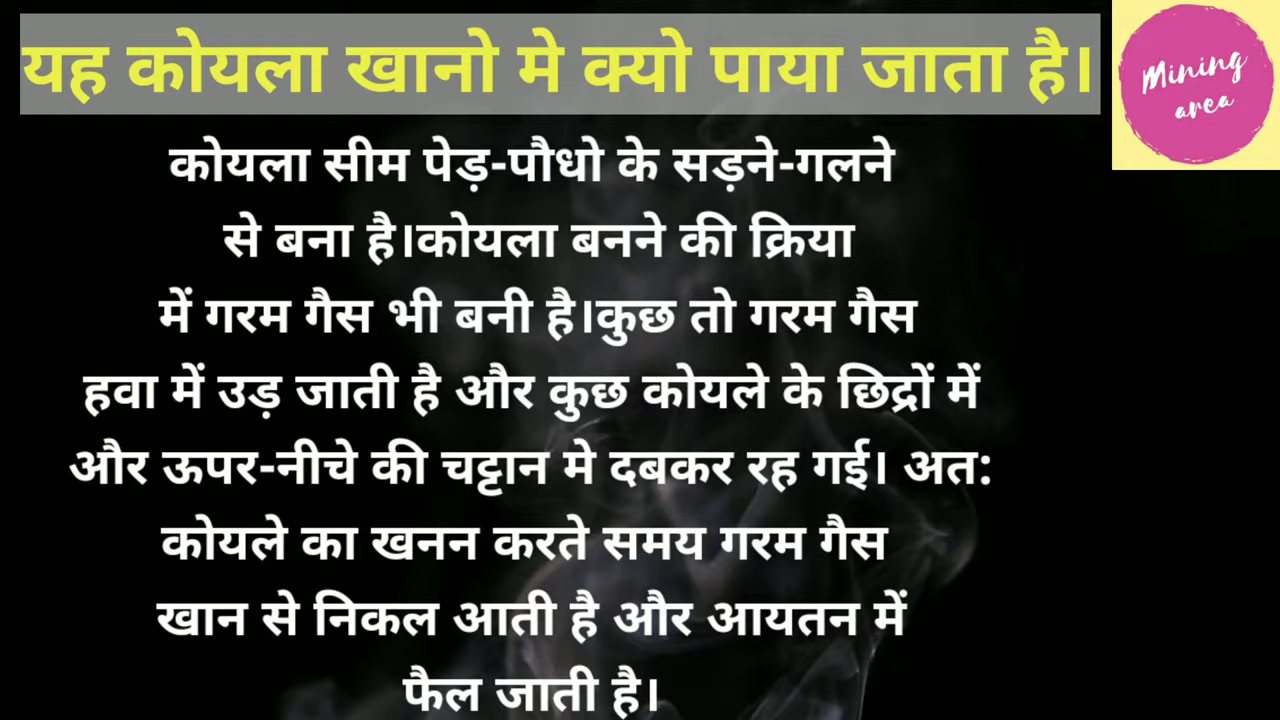 यह कोयला खानो मे क्यो पाया जाता है।
Mining
area
कोयला सीम पेड़-पौधो के सड़ने-गलने
से बना है।कोयला बनने की क्रिया
में गरम गैस भी बनी है।कुछ तो गरम गैस
हवा में उड़ जाती है और कुछ कोयले के छिद्रों में
और ऊपर-नीचे की चट्टान मे दबकर रह गई। अत:
कोयले का खनन करते समय गरम गैस
खान से निकल आती है और आयतन में
फैल जाती है।